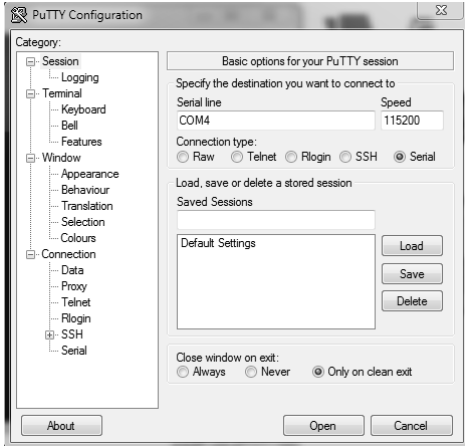 PuTTY Configuration
Category:
Session
Logging
Terminal
Keyboard
Bell
Features
Window
Appearance
Behaviour
Translation
Selection
Colours
Connection
Data
Proxy
Telnet
Rlogin
SSH
Serial
Basic options for your PuTTY session
Specify the destination you want to connect to
Serial line Speed
COM4 115200
Connection type:
Raw Telnet Rlogin SSH Serial
Load, save or delete a stored session
Saved Sessions
Default Settings
Load
Save
Delete
Close window on exit:
Always Never Only on clean exit
About Open Cancel